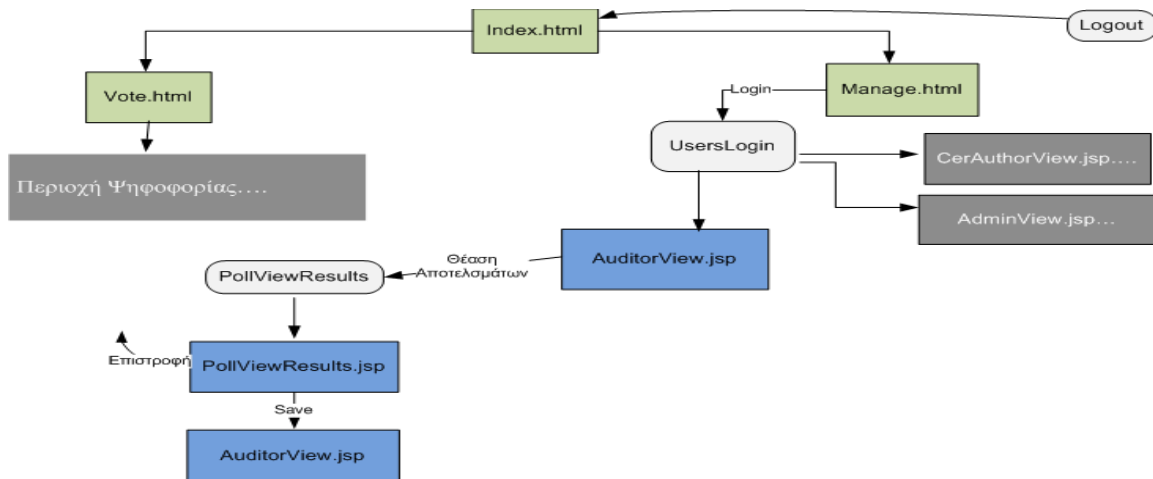 Index.html
Logout
Vote.html
Login
Manage.html
UsersLogin
CerAuthorView.jsp….
Περιοχή Ψηφοφορίας….
AdminView.jsp…
AuditorView.jsp
Θέαση
Αποτελσμάτων
PollViewResults
Επιστροφή
PollViewResults.jsp
Save
AuditorView.jsp